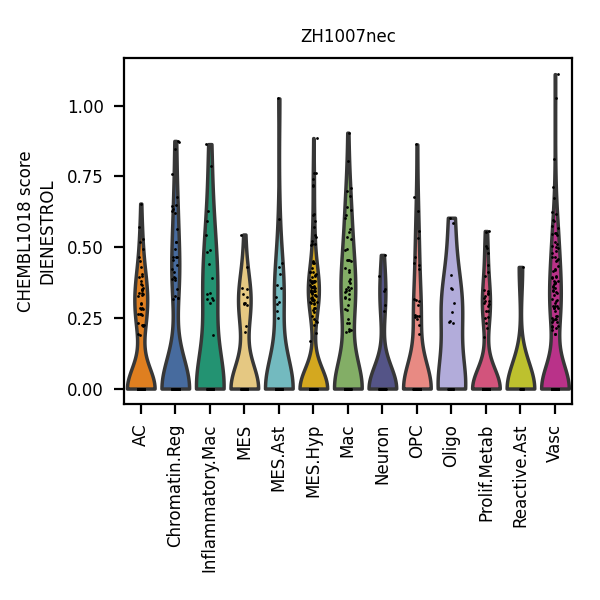 ZH1007nec
CHEMBL1018 score
DIENESTROL
1.00
0.75
0.50
0.25
0.00
AC
Chromatin.Reg
Inflammatory.Mac
MES
MES.Ast
MES.Hyp
Mac
Neuron
OPC
Oligo
Prolif.Metab
Reactive.Ast
Vasc